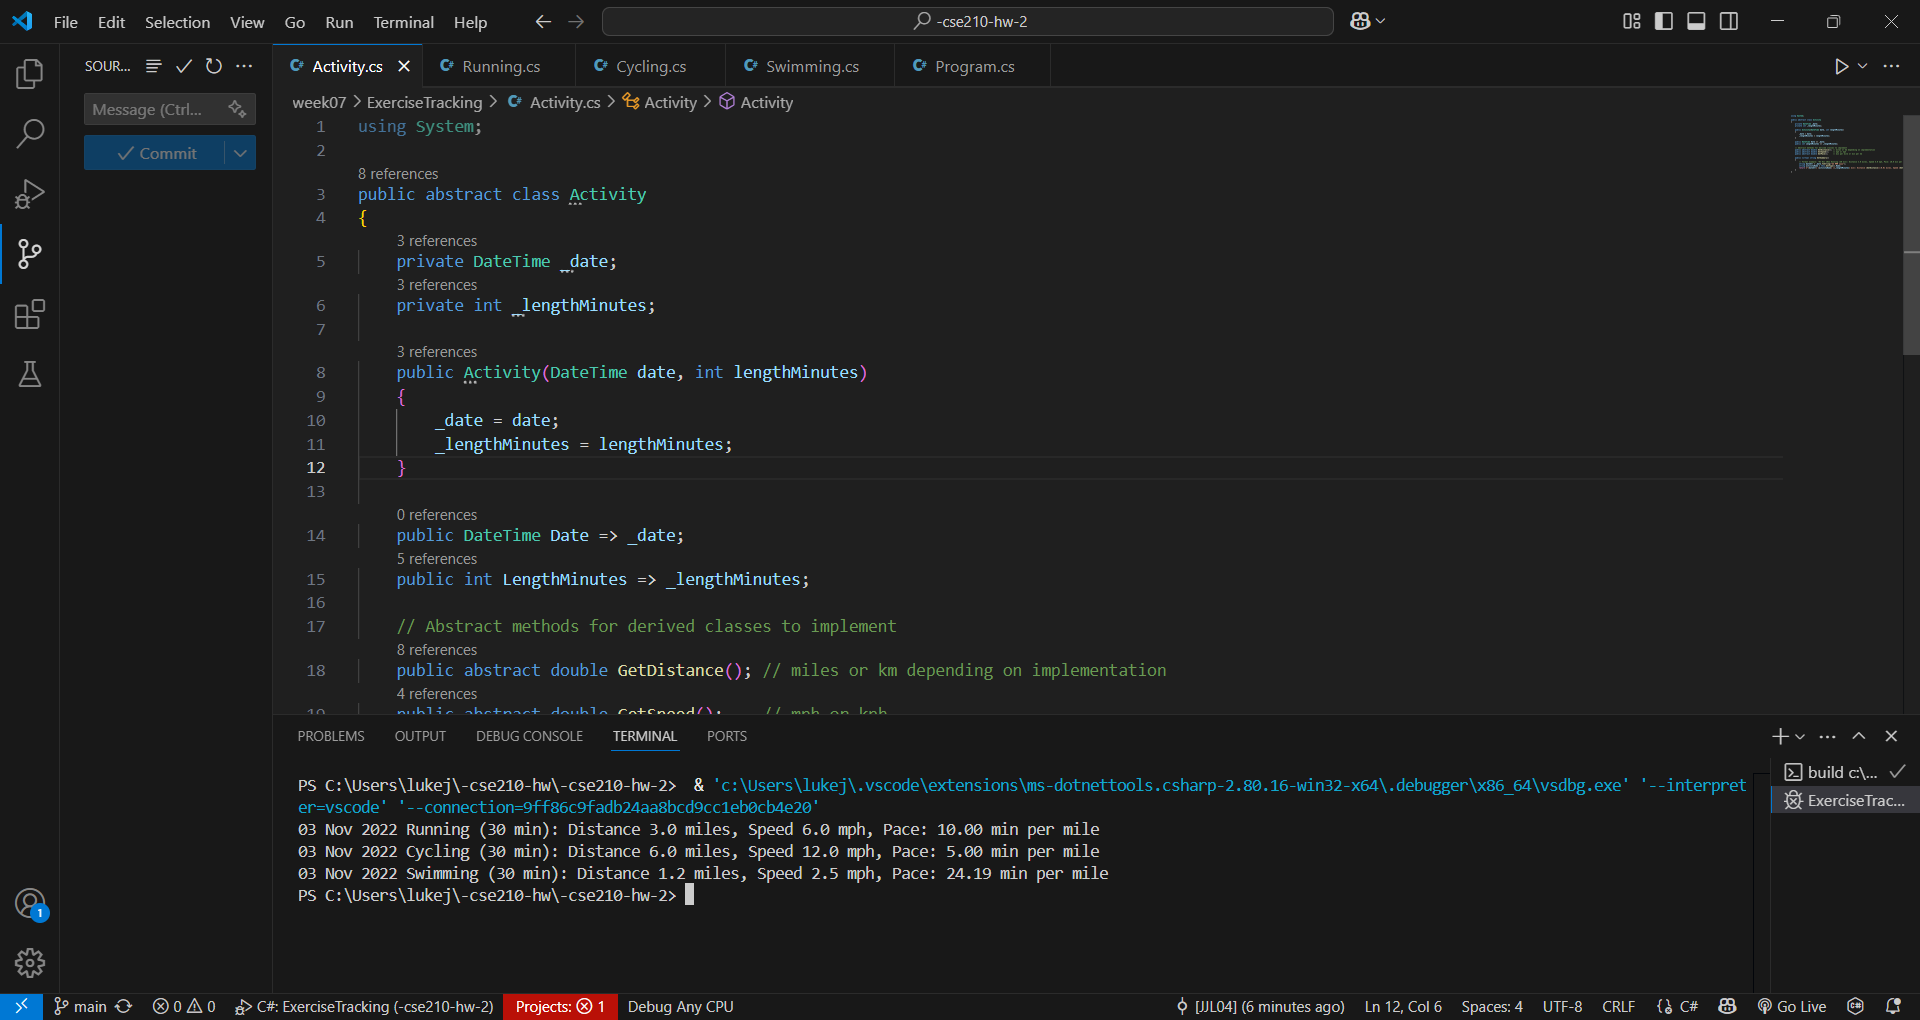 File Edit Selection View Go Run Terminal Help
-cse210-hw-2
SOUR...
Message (Ctrl...
Commit
Activity.cs
Running.cs
Cycling.cs
Swimming.cs
Program.cs
week07 > ExerciseTracking > Activity.cs > Activity > Activity
1 using System;
2
8 references
3 public abstract class Activity
4 {
3 references
5 private DateTime _date;
3 references
6 private int _lengthMinutes;
7
3 references
8 public Activity(DateTime date, int lengthMinutes)
9 {
10 _date = date;
11 _lengthMinutes = lengthMinutes;
12 }
13
0 references
14 public DateTime Date => _date;
5 references
15 public int LengthMinutes => _lengthMinutes;
16
17 // Abstract methods for derived classes to implement
8 references
18 public abstract double GetDistance(); // miles or km depending on implementation
4 references
19 public abstract double GetSpeed(); // mph or kph
PROBLEMS OUTPUT DEBUG CONSOLE TERMINAL PORTS
PS C:\Users\lukej\-cse210-hw\-cse210-hw-2> & 'c:\Users\lukej\.vscode\extensions\ms-dotnettools.csharp-2.80.16-win32-x64\.debugger\x86_64\vsdbg.exe' '--interpret
er=vscode' '--connection=9ff86c9fadb24aa8bcd9cc1eb0cb4e20'
03 Nov 2022 Running (30 min): Distance 3.0 miles, Speed 6.0 mph, Pace: 10.00 min per mile
03 Nov 2022 Cycling (30 min): Distance 6.0 miles, Speed 12.0 mph, Pace: 5.00 min per mile
03 Nov 2022 Swimming (30 min): Distance 1.2 miles, Speed 2.5 mph, Pace: 24.19 min per mile
PS C:\Users\lukej\-cse210-hw\-cse210-hw-2>
build c:\...
ExerciseTrac...
1
main 0 0 C#: ExerciseTracking (-cse210-hw-2) Projects: 1 Debug Any CPU
[JJL04] (6 minutes ago) Ln 12, Col 6 Spaces: 4 UTF-8 CRLF C# Go Live